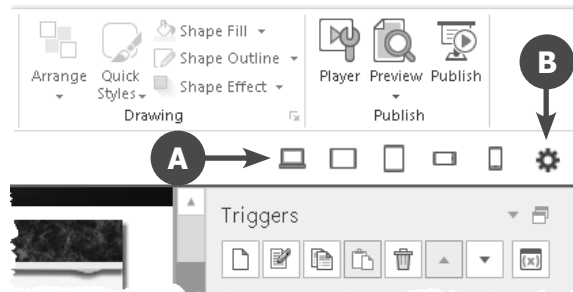 Shape Fill
Shape Outline
Shape Effect
Arrange
Quick
Styles
Player
Preview
Publish
Drawing
Publish
B
A
Triggers
(x)